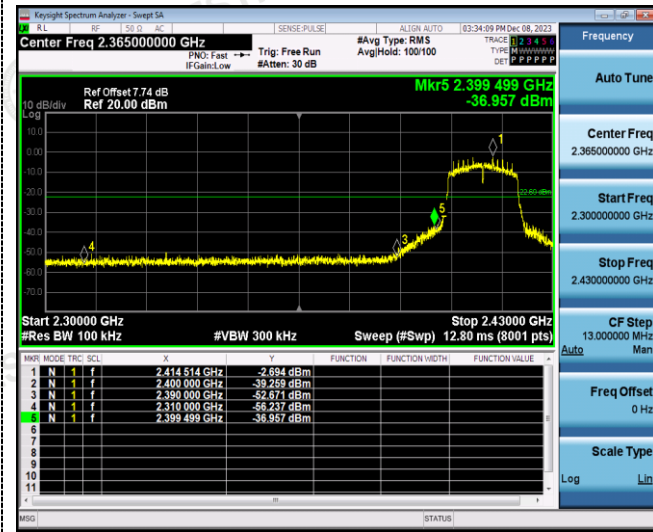 Keysight Spectrum Analyzer - Swept SA
RL RF 50 Ω AC SENSE:PULSE ALIGN AUTO 03:34:09 PM Dec 08, 2023
Center Freq 2.365000000 GHz
PNO: Fast
IFGain:Low
Trig: Free Run
#Atten: 30 dB
#Avg Type: RMS
Avg|Hold: 100/100
TRACE 1 2 3 4 5 6
TYPE M W W W W W
DET P P P P P P
Ref Offset 7.74 dB
10 dB/div Ref 20.00 dBm
Mkr5 2.399 499 GHz
-36.957 dBm
Log
10.0
0.00
-10.0
-20.0
-30.0
-40.0
-50.0
-60.0
-70.0
1
-22.69 dBm
5
3
4
Start 2.30000 GHz Stop 2.43000 GHz
#Res BW 100 kHz #VBW 300 kHz Sweep (#Swp) 12.80 ms (8001 pts)
MKR MODE TRC SCL X Y FUNCTION FUNCTION WIDTH FUNCTION VALUE
1 N 1 f 2.414 514 GHz -2.694 dBm
2 N 1 f 2.400 000 GHz -39.259 dBm
3 N 1 f 2.390 000 GHz -52.671 dBm
4 N 1 f 2.310 000 GHz -56.237 dBm
5 N 1 f 2.399 499 GHz -36.957 dBm
6
7
8
9
10
11
MSG STATUS
Frequency
Auto Tune
Center Freq
2.365000000 GHz
Start Freq
2.300000000 GHz
Stop Freq
2.430000000 GHz
CF Step
13.000000 MHz
Auto Man
Freq Offset
0 Hz
Scale Type
Log Lin